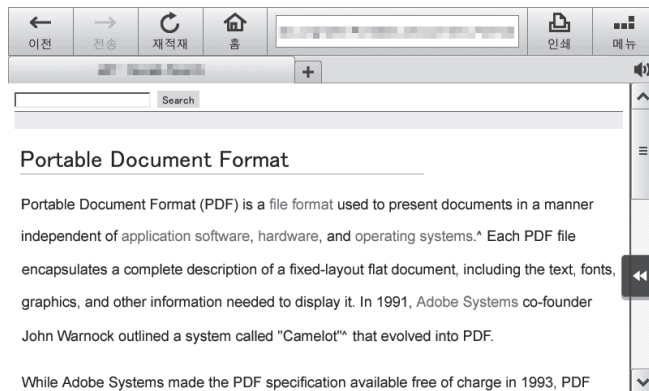 이전
전송
재적재
홈
인쇄
메뉴
+
Search
Portable Document Format
Portable Document Format (PDF) is a file format used to present documents in a manner
independent of application software, hardware, and operating systems.^ Each PDF file
encapsulates a complete description of a fixed-layout flat document, including the text, fonts,
graphics, and other information needed to display it. In 1991, Adobe Systems co-founder
John Warnock outlined a system called "Camelot"^ that evolved into PDF.
While Adobe Systems made the PDF specification available free of charge in 1993, PDF